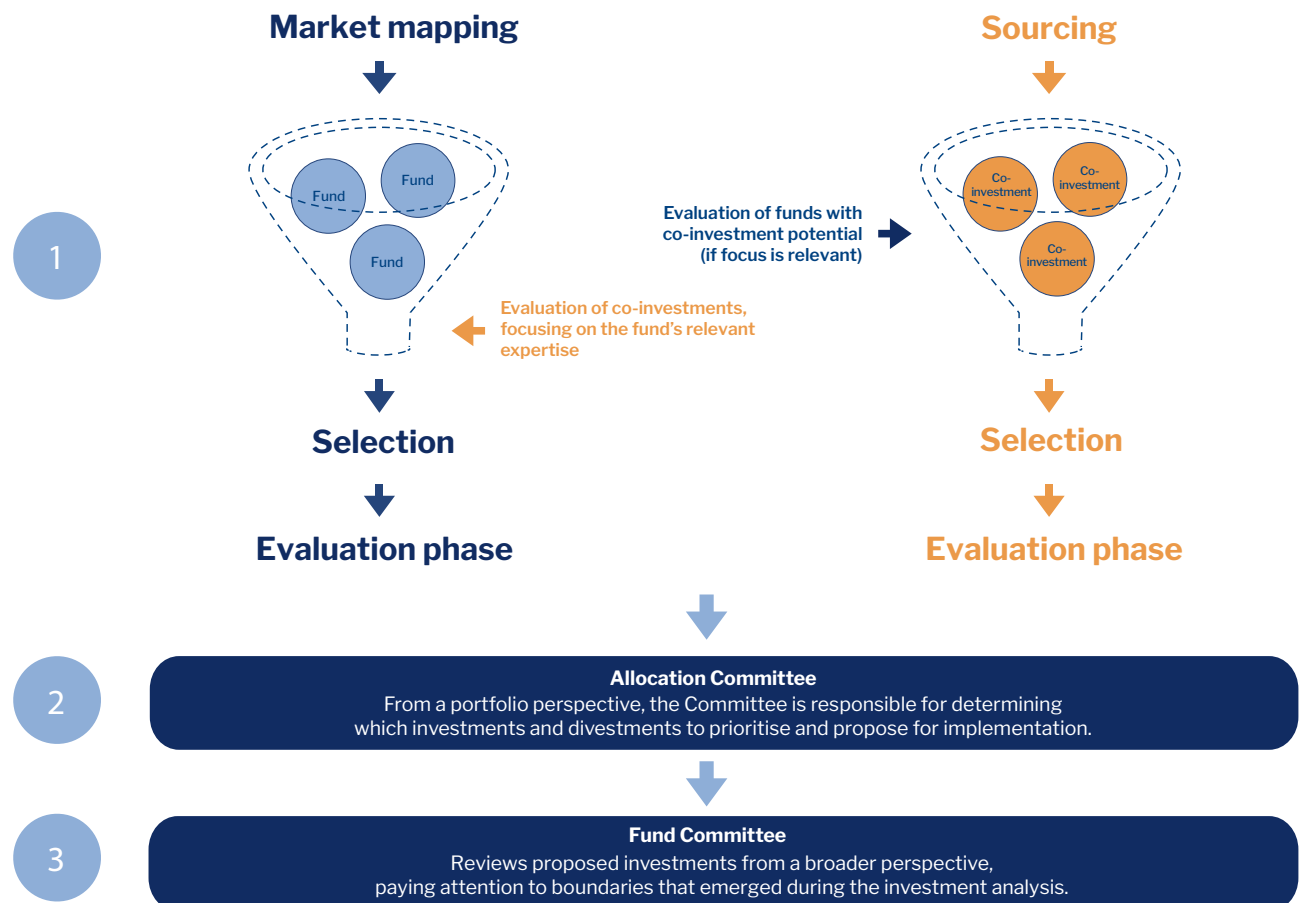 Market mapping
Sourcing
Fund
Fund
Fund
Co-
investment
Co-
investment
Co-
investment
1
Evaluation of funds with
co-investment potential
(if focus is relevant)
Evaluation of co-investments,
focusing on the fund’s relevant
expertise
Selection
Selection
Evaluation phase
Evaluation phase
2
Allocation Committee
From a portfolio perspective, the Committee is responsible for determining
which investments and divestments to prioritise and propose for implementation.
3
Fund Committee
Reviews proposed investments from a broader perspective,
paying attention to boundaries that emerged during the investment analysis.